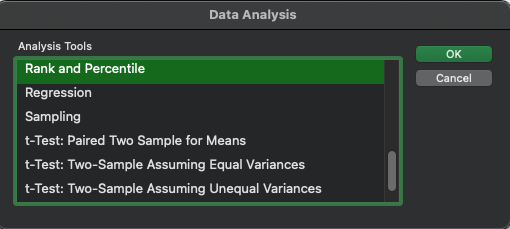 Data Analysis
Analysis Tools
Rank and Percentile
Regression
Sampling
t-Test: Paired Two Sample for Means
t-Test: Two-Sample Assuming Equal Variances
t-Test: Two-Sample Assuming Unequal Variances
OK
Cancel